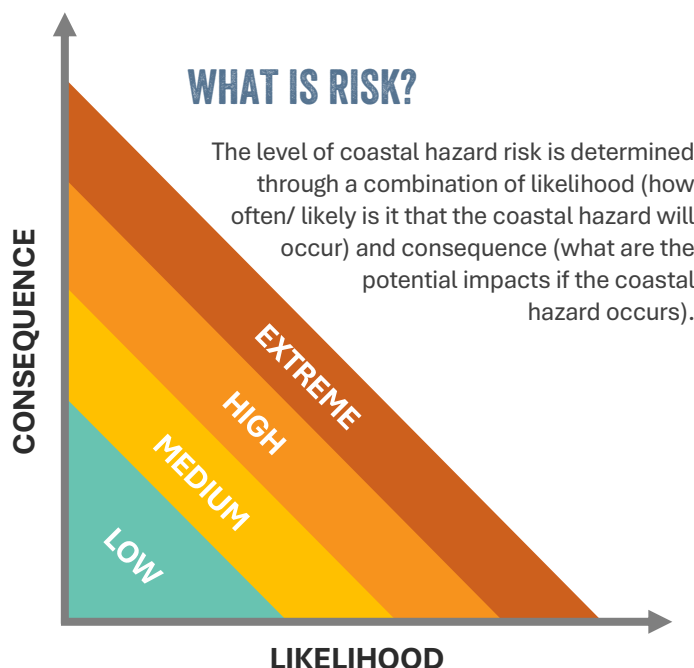 WHAT IS RISK?
The level of coastal hazard risk is determined
through a combination of likelihood (how
often/ likely is it that the coastal hazard will
occur) and consequence (what are the
potential impacts if the coastal
hazard occurs).
CONSEQUENCE
EXTREME
HIGH
MEDIUM
LOW
LIKELIHOOD